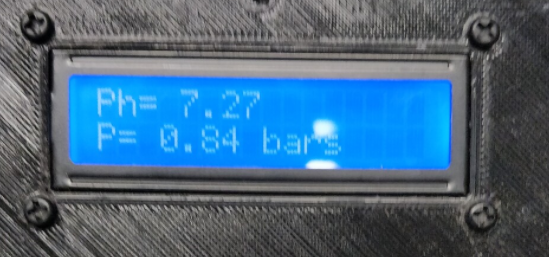 Ph= 7.27
P= 0.84 bars